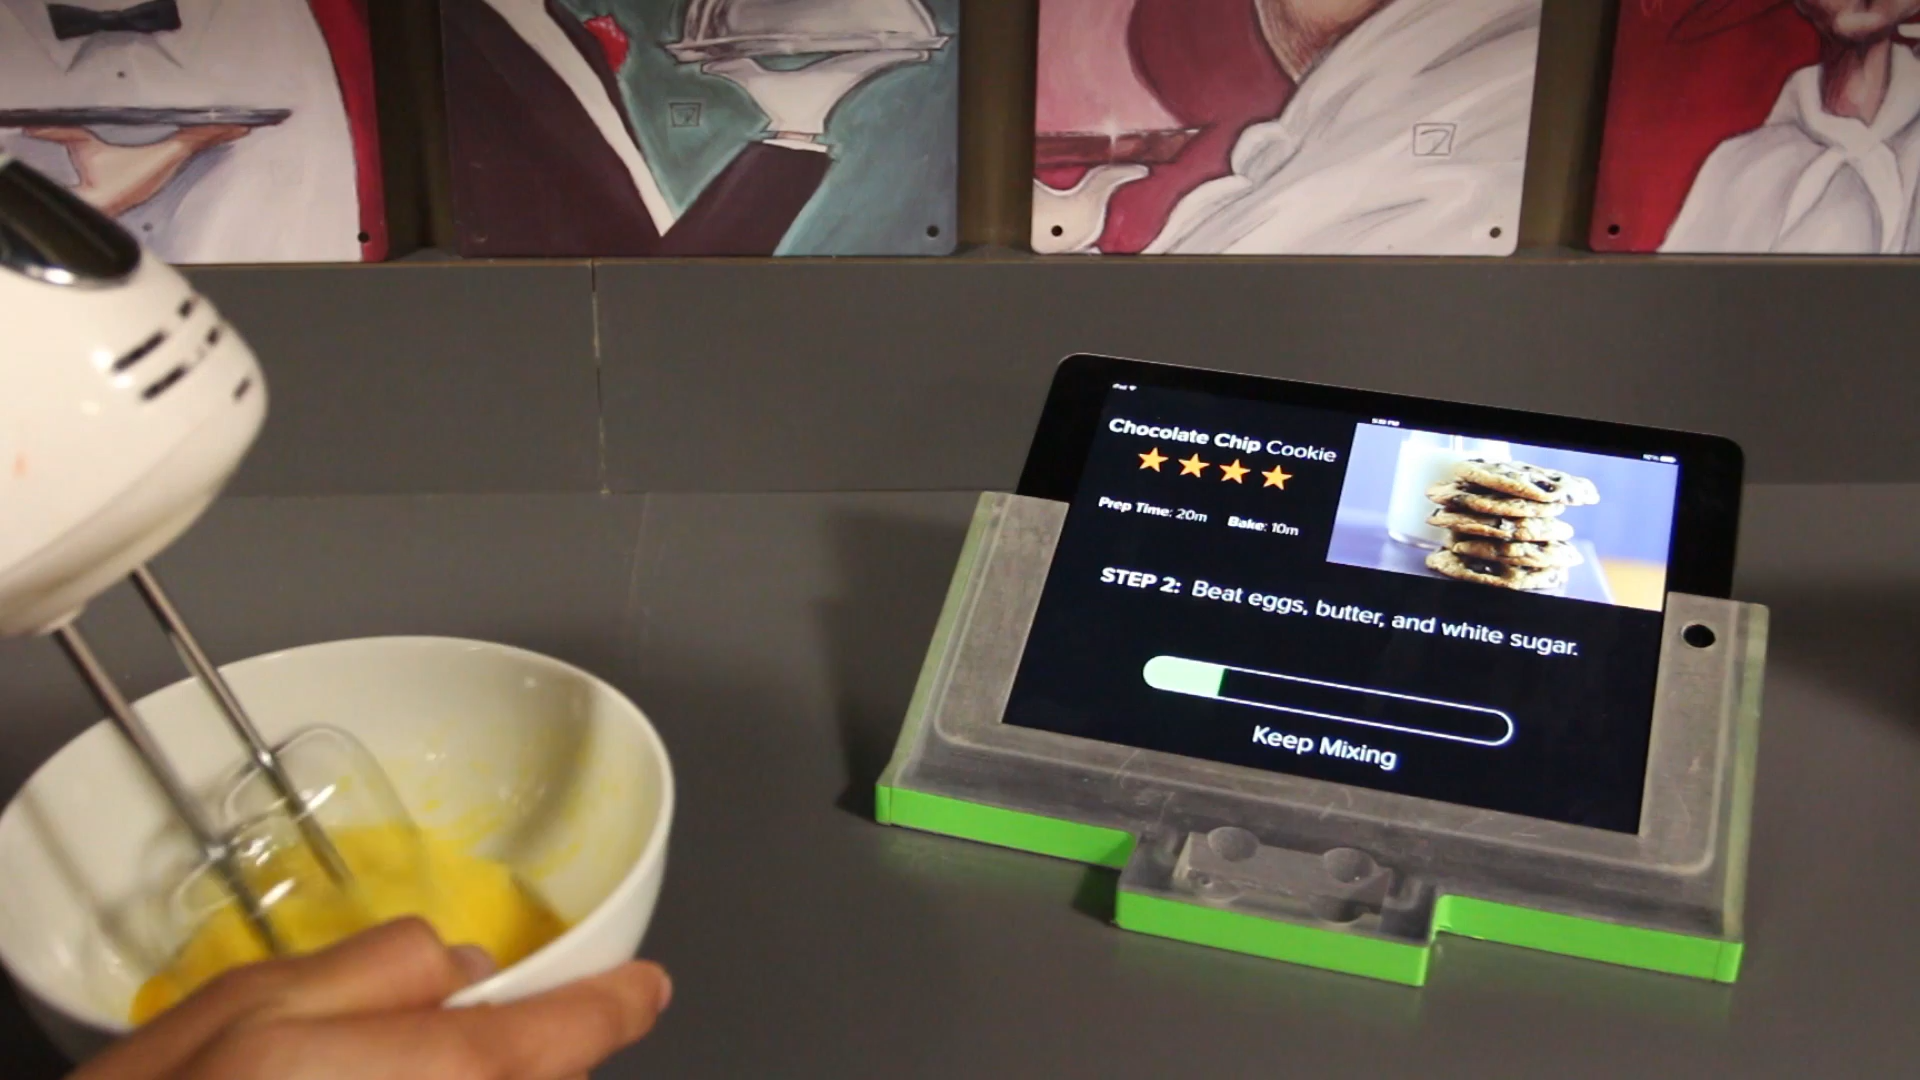 Chocolate Chip Cookie
Prep Time: 20m Bake: 10m
STEP 2: Beat eggs, butter, and white sugar.
Keep Mixing